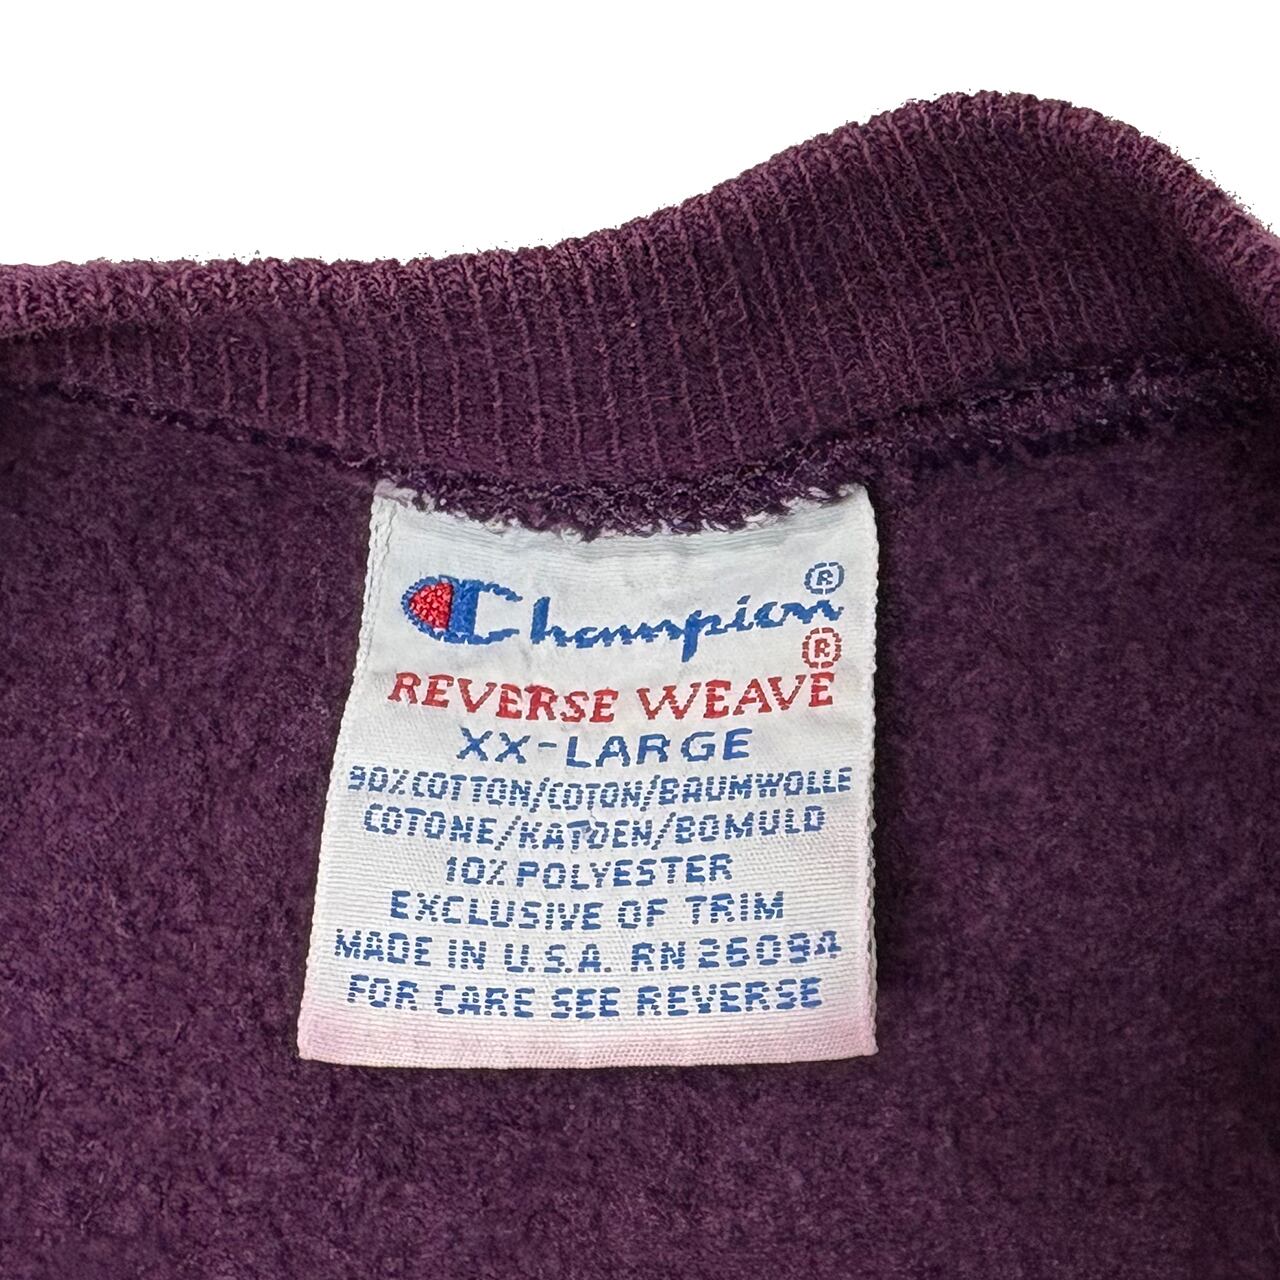 Champion®
REVERSE WEAVE®
XX-LARGE
90% COTTON/COTON/BAUMWOLLE
COTONE/KATOEN/BOMULD
10% POLYESTER
EXCLUSIVE OF TRIM
MADE IN U.S.A. RN 26094
FOR CARE SEE REVERSE